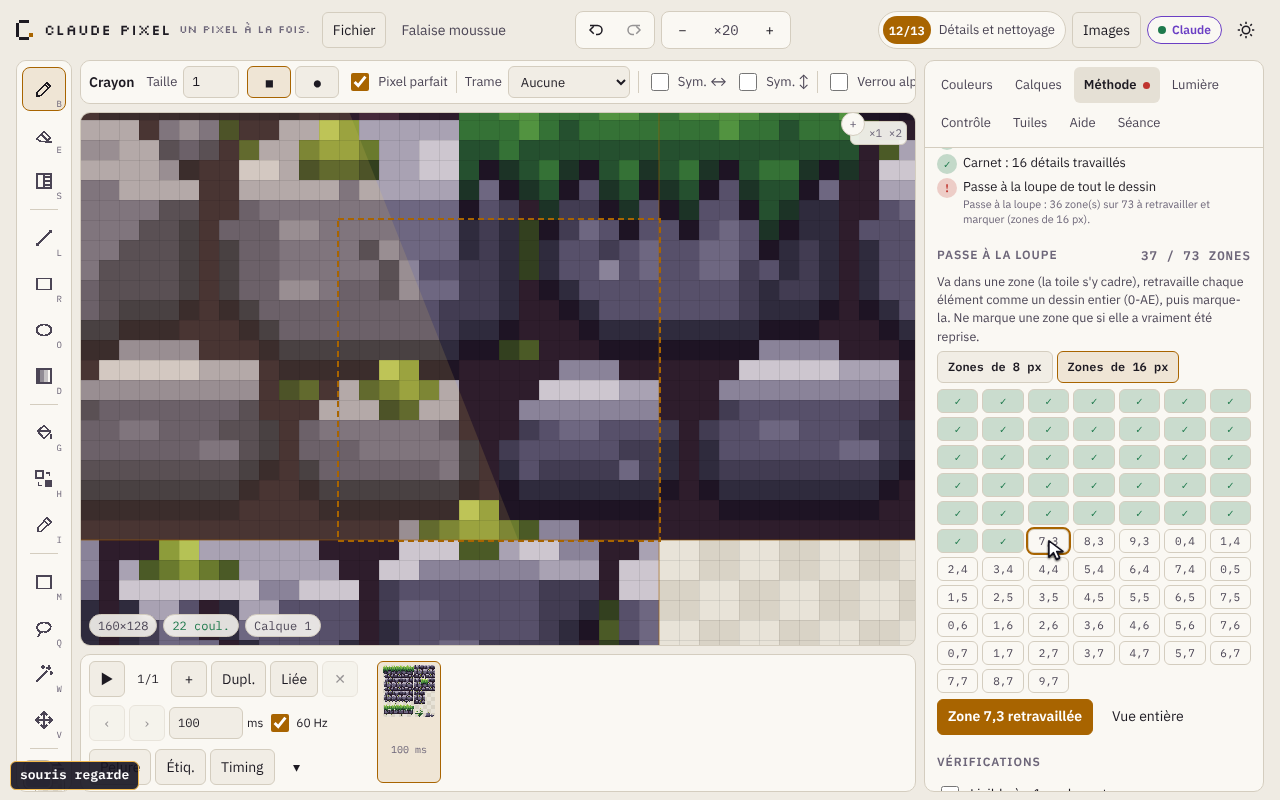 CLAUDE PIXEL UN PIXEL À LA FOIS. Fichier Falaise moussue − ×20 + 12/13 Détails et nettoyage Images Claude
Crayon Taille 1 Pixel parfait Trame Aucune Sym. ↔ Sym. ↕ Verrou alp
B
E
S
L
R
O
D
G
H
I
M
Q
W
V
+ ×1 ×2
160×128 22 coul. Calque 1
1/1 + Dupl. Liée ×
‹ › 100 ms 60 Hz
100 ms
Étiq. Timing ▼
souris regarde
Couleurs Calques Méthode Lumière
Contrôle Tuiles Aide Séance
✓ Carnet : 16 détails travaillés
! Passe à la loupe de tout le dessin
Passe à la loupe : 36 zone(s) sur 73 à retravailler et
marquer (zones de 16 px).
PASSE À LA LOUPE 37 / 73 ZONES
Va dans une zone (la toile s'y cadre), retravaille chaque
élément comme un dessin entier (0-AE), puis marque-
la. Ne marque une zone que si elle a vraiment été
reprise.
Zones de 8 px Zones de 16 px
✓ ✓ ✓ ✓ ✓ ✓ ✓
✓ ✓ ✓ ✓ ✓ ✓ ✓
✓ ✓ ✓ ✓ ✓ ✓ ✓
✓ ✓ ✓ ✓ ✓ ✓ ✓
✓ ✓ ✓ ✓ ✓ ✓ ✓
✓ ✓ 7,3 8,3 9,3 0,4 1,4
2,4 3,4 4,4 5,4 6,4 7,4 0,5
1,5 2,5 3,5 4,5 5,5 6,5 7,5
0,6 1,6 2,6 3,6 4,6 5,6 7,6
0,7 1,7 2,7 3,7 4,7 5,7 6,7
7,7 8,7 9,7
Zone 7,3 retravaillée Vue entière
VÉRIFICATIONS